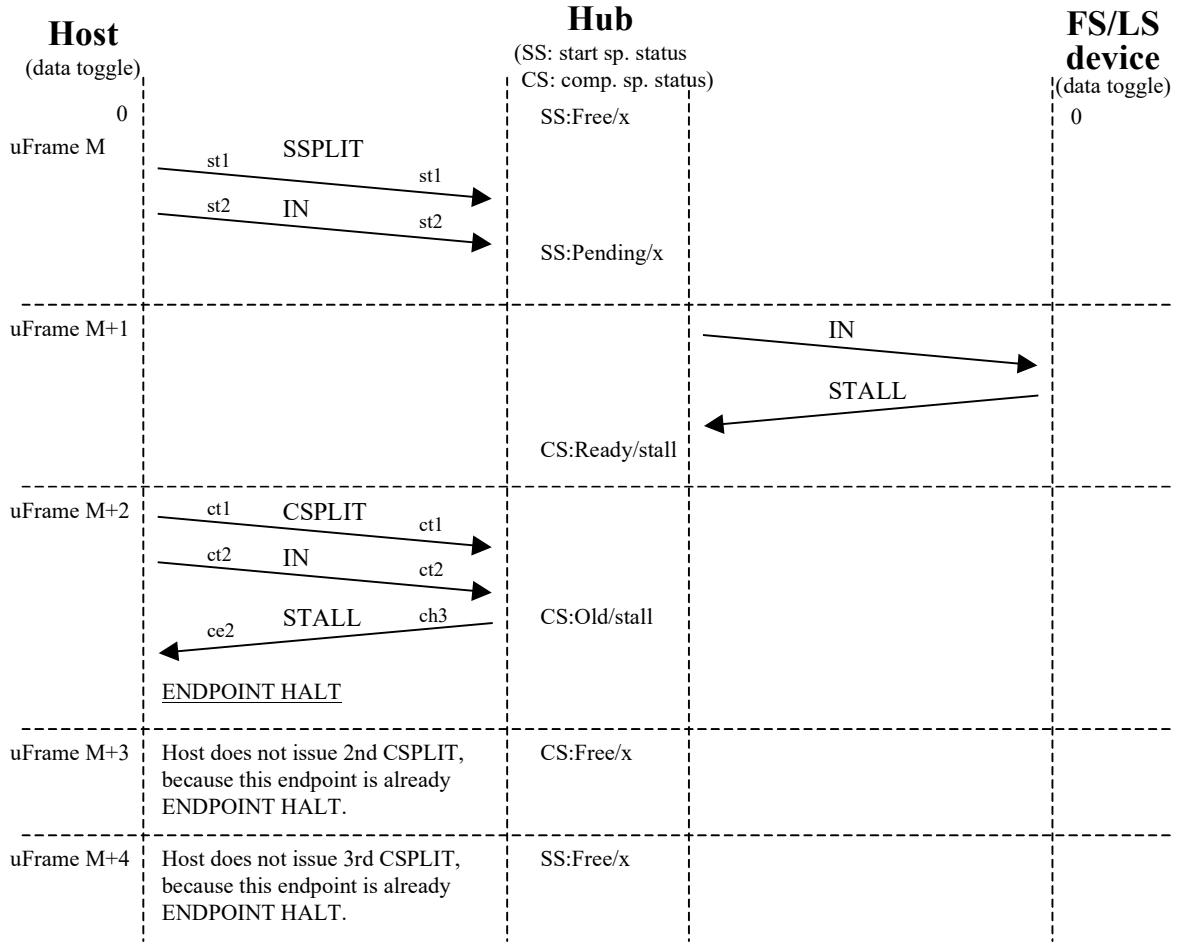 Host
(data toggle)
Hub
(SS: start sp. status
CS: comp. sp. status)
FS/LS
device
(data toggle)
0
SS:Free/x
0
uFrame M
st1 SSPLIT st1
st2 IN st2
SS:Pending/x
uFrame M+1
IN
STALL
CS:Ready/stall
uFrame M+2
ct1 CSPLIT ct1
ct2 IN ct2
ce2 STALL ch3
CS:Old/stall
ENDPOINT HALT
uFrame M+3
Host does not issue 2nd CSPLIT,
because this endpoint is already
ENDPOINT HALT.
CS:Free/x
uFrame M+4
Host does not issue 3rd CSPLIT,
because this endpoint is already
ENDPOINT HALT.
SS:Free/x